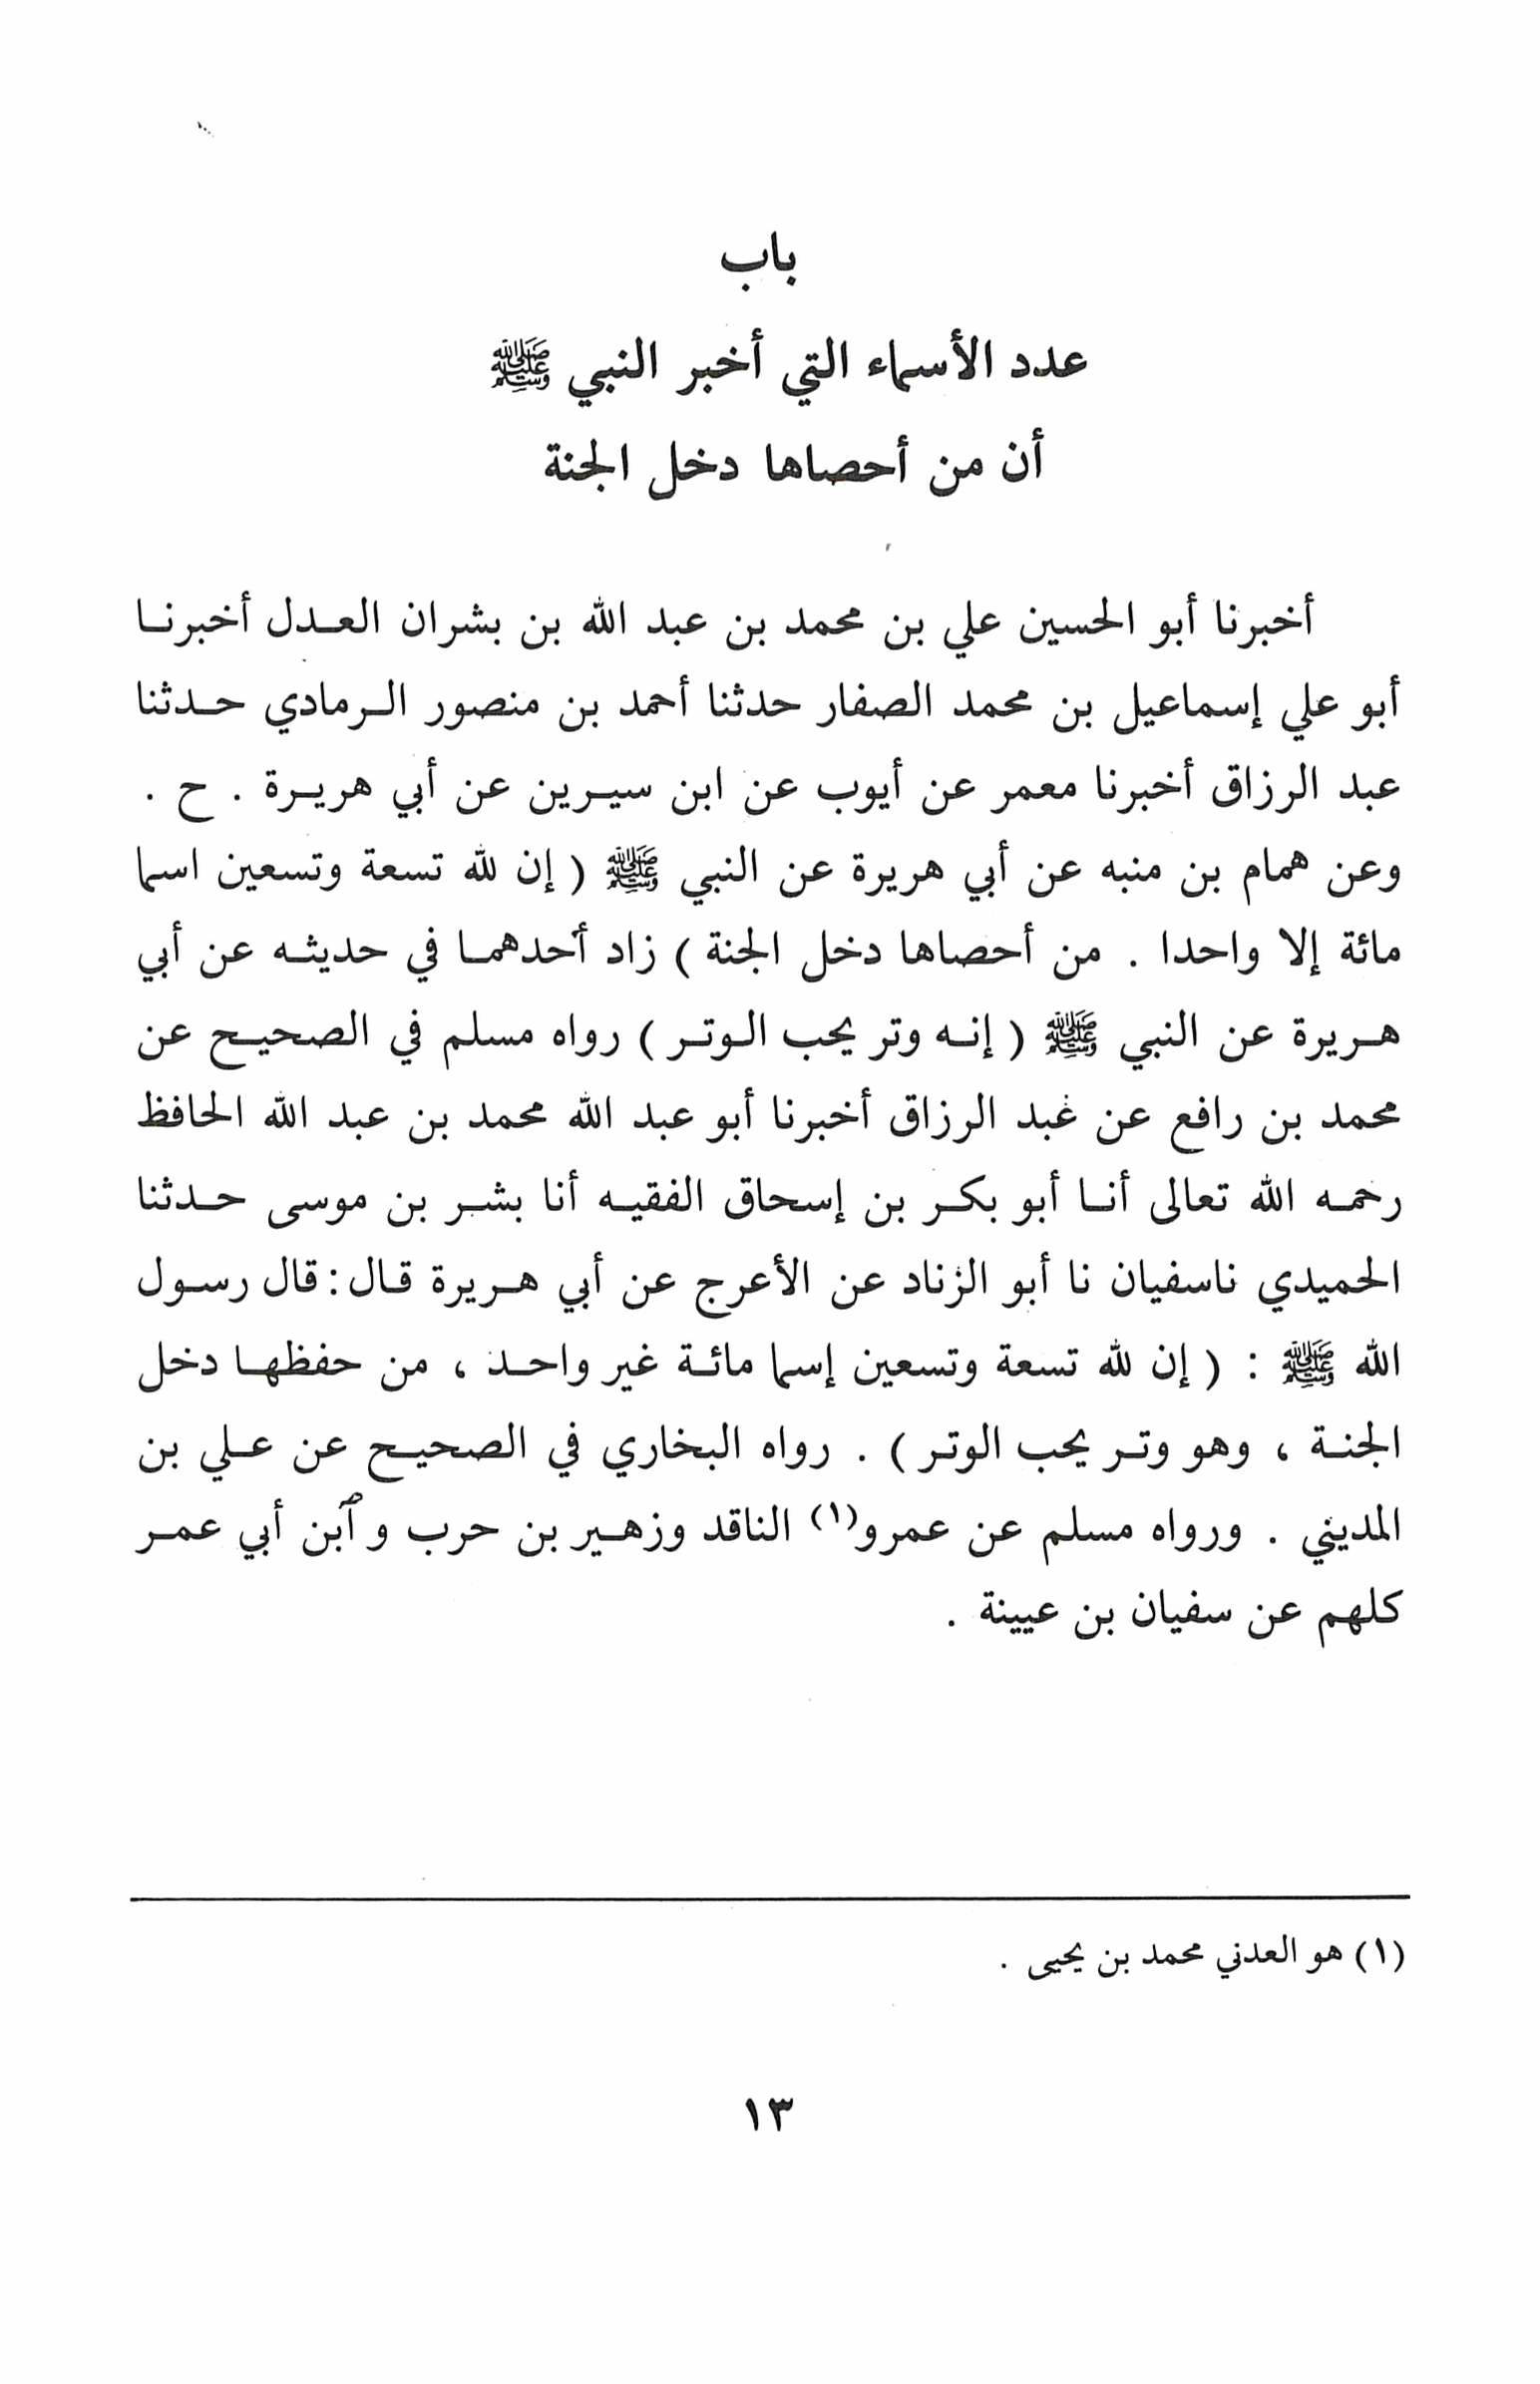 باب
عدد الأسماء التي أخبر النبي ﷺ
أن من أحصاها دخل الجنة
أخبرنا أبو الحسين علي بن محمد بن عبد الله بن بشران العدل أخبرنا
أبو علي إسماعيل بن محمد الصفار حدثنا أحمد بن منصور الرمادي حدثنا
عبد الرزاق أخبرنا معمر عن أيوب عن ابن سيرين عن أبي هريرة . ح .
وعن همام بن منبه عن أبي هريرة عن النبي ﷺ ( إن لله تسعة وتسعين اسما
مائة إلا واحدا . من أحصاها دخل الجنة ) زاد أحدهما في حديثه عن أبي
هريرة عن النبي ﷺ ( إنه وتر يحب الوتر ) رواه مسلم في الصحيح عن
محمد بن رافع عن عبد الرزاق أخبرنا أبو عبد الله محمد بن عبد الله الحافظ
رحمه الله تعالى أنا أبو بكر بن إسحاق الفقيه أنا بشر بن موسى حدثنا
الحميدي ناسفيان نا أبو الزناد عن الأعرج عن أبي هريرة قال : قال رسول
الله ﷺ : ( إن لله تسعة وتسعين إسما مائة غير واحد ، من حفظها دخل
الجنة ، وهو وتر يحب الوتر ) . رواه البخاري في الصحيح عن علي بن
المديني . ورواه مسلم عن عمرو(١) الناقد وزهير بن حرب وٱبن أبي عمر
كلهم عن سفيان بن عيينة .
(١) هو العدني محمد بن يحيى .
١٣